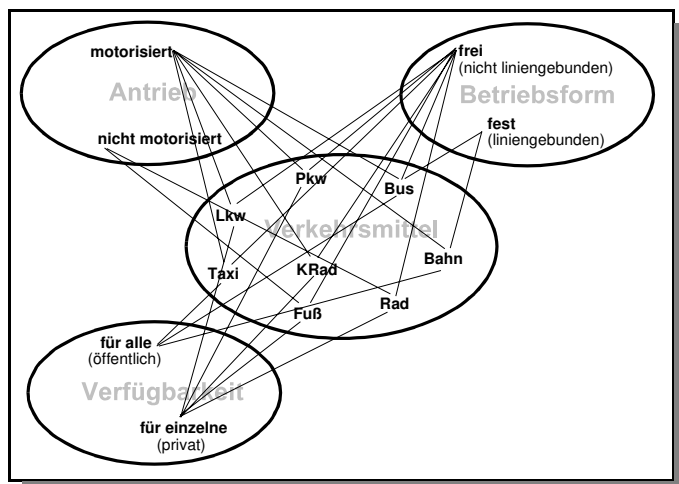 motorisiert
Antrieb
nicht motorisiert
frei
(nicht liniengebunden)
Betriebsform
fest
(liniengebunden)
Pkw
Bus
Lkw
Verkehrsmittel
Bahn
Taxi
KRad
Rad
Fuß
für alle
(öffentlich)
Verfügbarkeit
für einzelne
(privat)